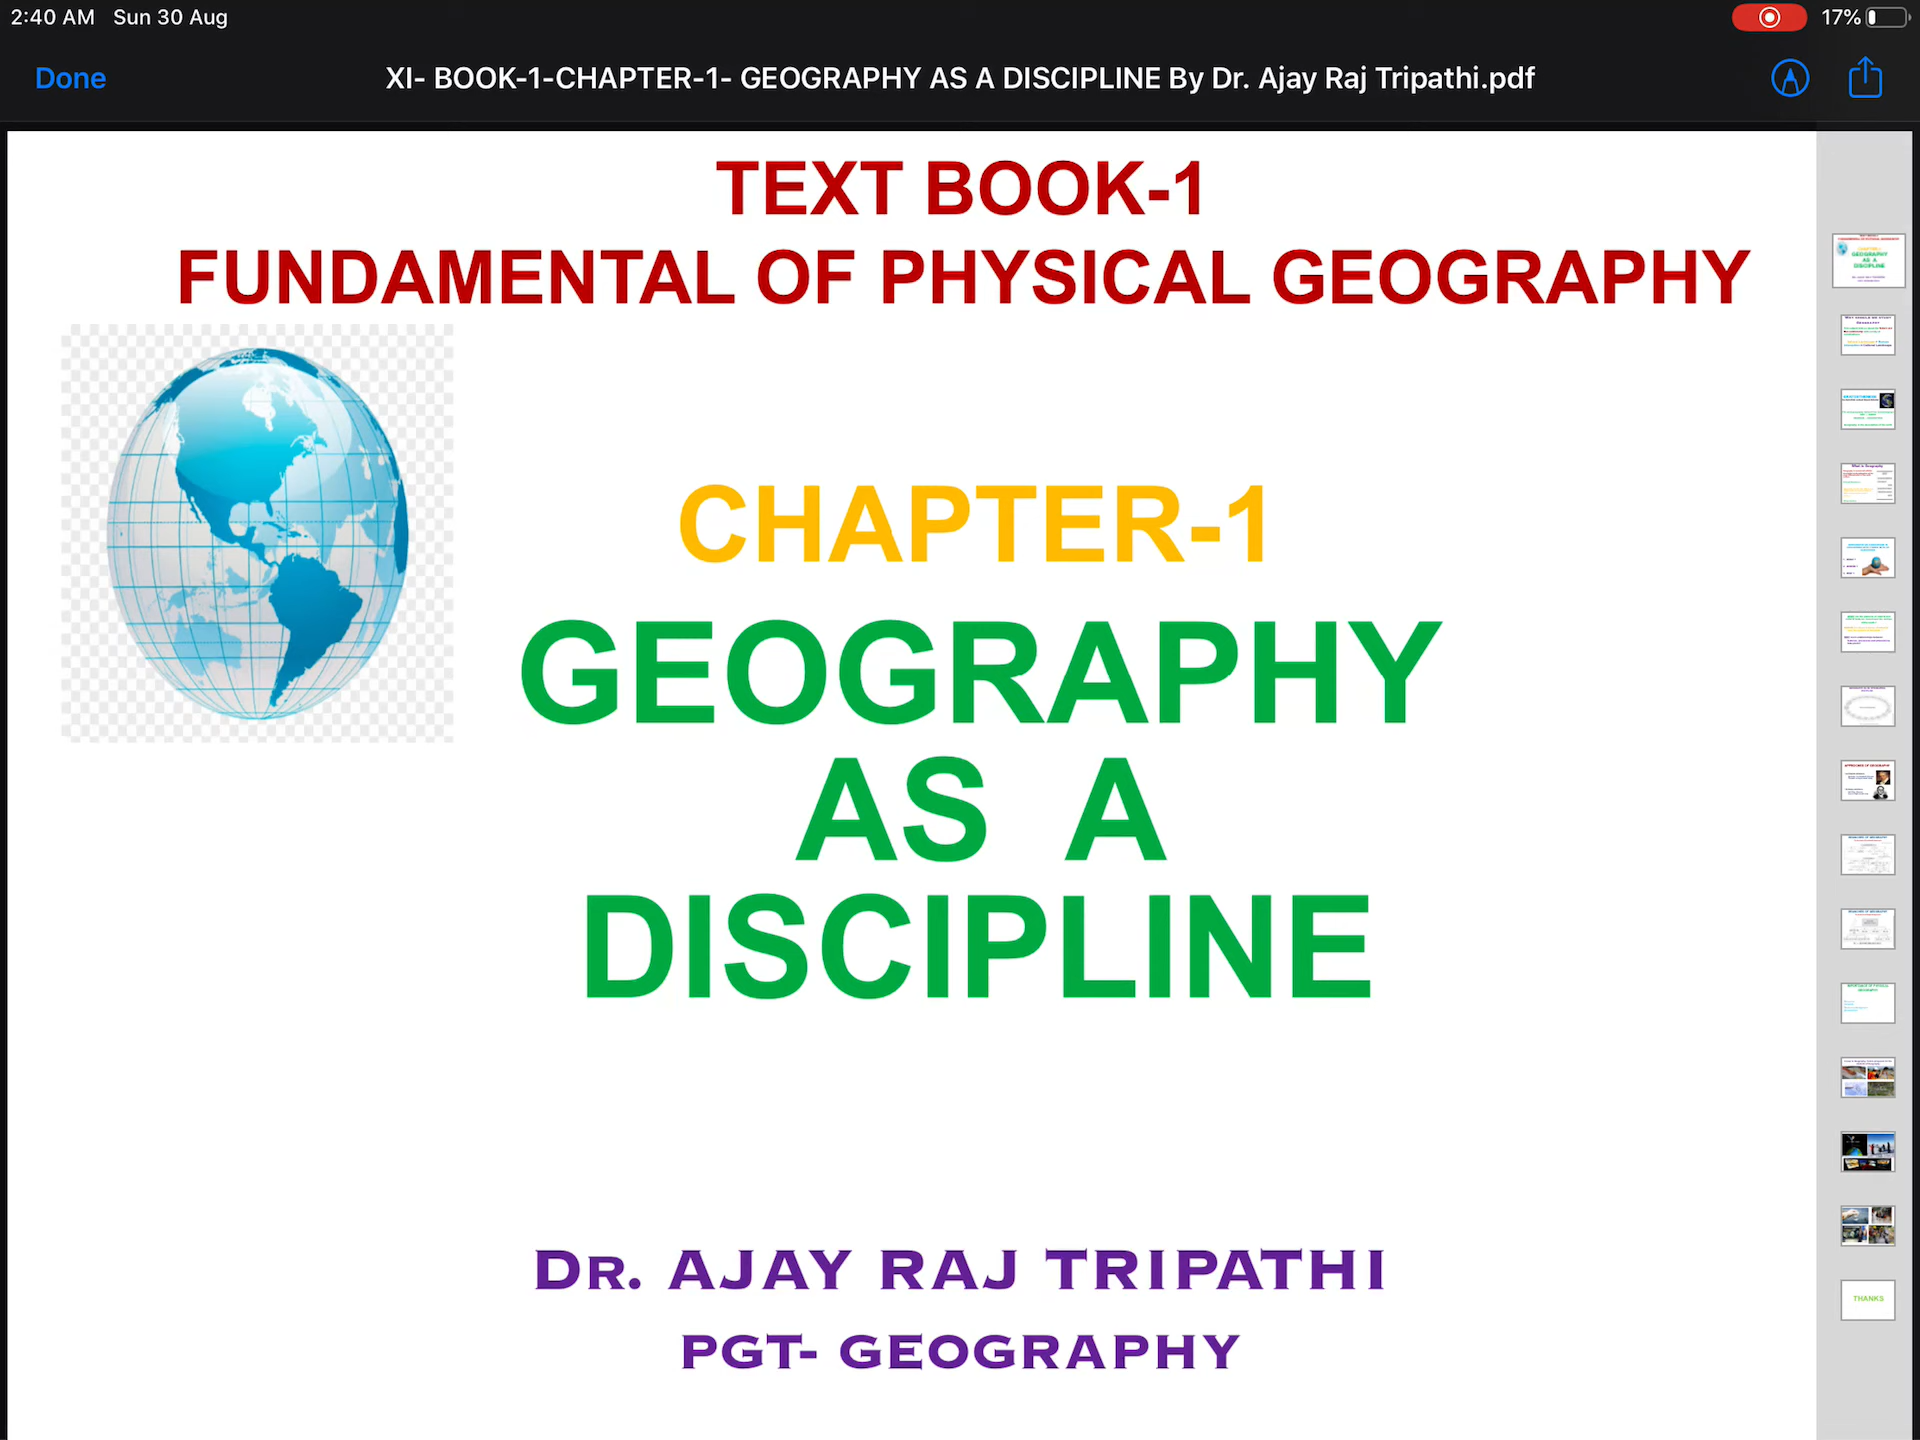 2:40 AM Sun 30 Aug
17%
Done
XI- BOOK-1-CHAPTER-1- GEOGRAPHY AS A DISCIPLINE By Dr. Ajay Raj Tripathi.pdf
TEXT BOOK-1
FUNDAMENTAL OF PHYSICAL GEOGRAPHY
CHAPTER-1
GEOGRAPHY
AS A
DISCIPLINE
DR. AJAY RAJ TRIPATHI
PGT- GEOGRAPHY
THANKS